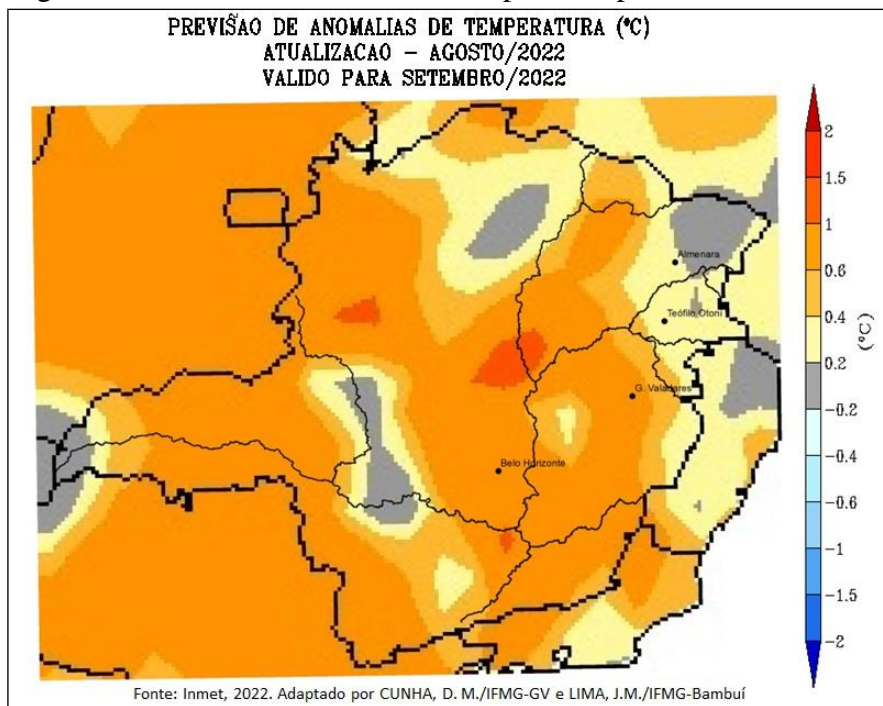 PREVISÃO DE ANOMALIAS DE TEMPERATURA (°C)
ATUALIZACAO – AGOSTO/2022
VALIDO PARA SETEMBRO/2022
Almenara
Teófilo Otoni
G. Valadares
Belo Horizonte
2
1.5
1
0.6
0.4
0.2
-0.2
-0.4
-0.6
-1
-1.5
-2
(°C)
Fonte: Inmet, 2022. Adaptado por CUNHA, D. M./IFMG-GV e LIMA, J.M./IFMG-Bambuí